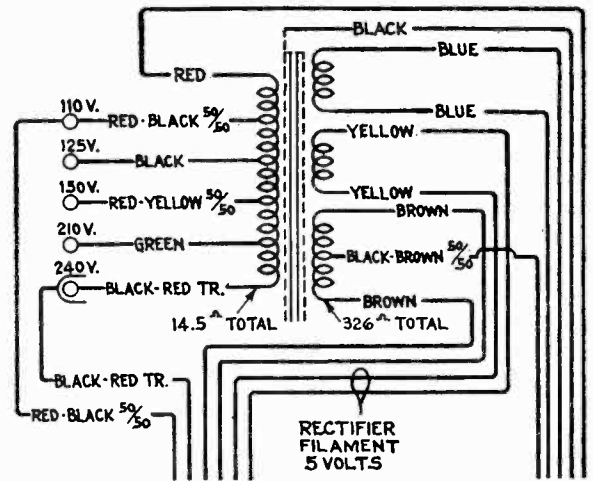 BLACK
BLUE
RED
110 V.
RED-BLACK 50/50
BLUE
YELLOW
125V.
BLACK
150V.
RED-YELLOW 50/50
YELLOW
BROWN
210 V.
GREEN
BLACK-BROWN 50/50
240 V.
BLACK-RED TR.
BROWN
14.5 Ω TOTAL
326 Ω TOTAL
BLACK-RED TR.
RED-BLACK 50/50
RECTIFIER
FILAMENT
5 VOLTS